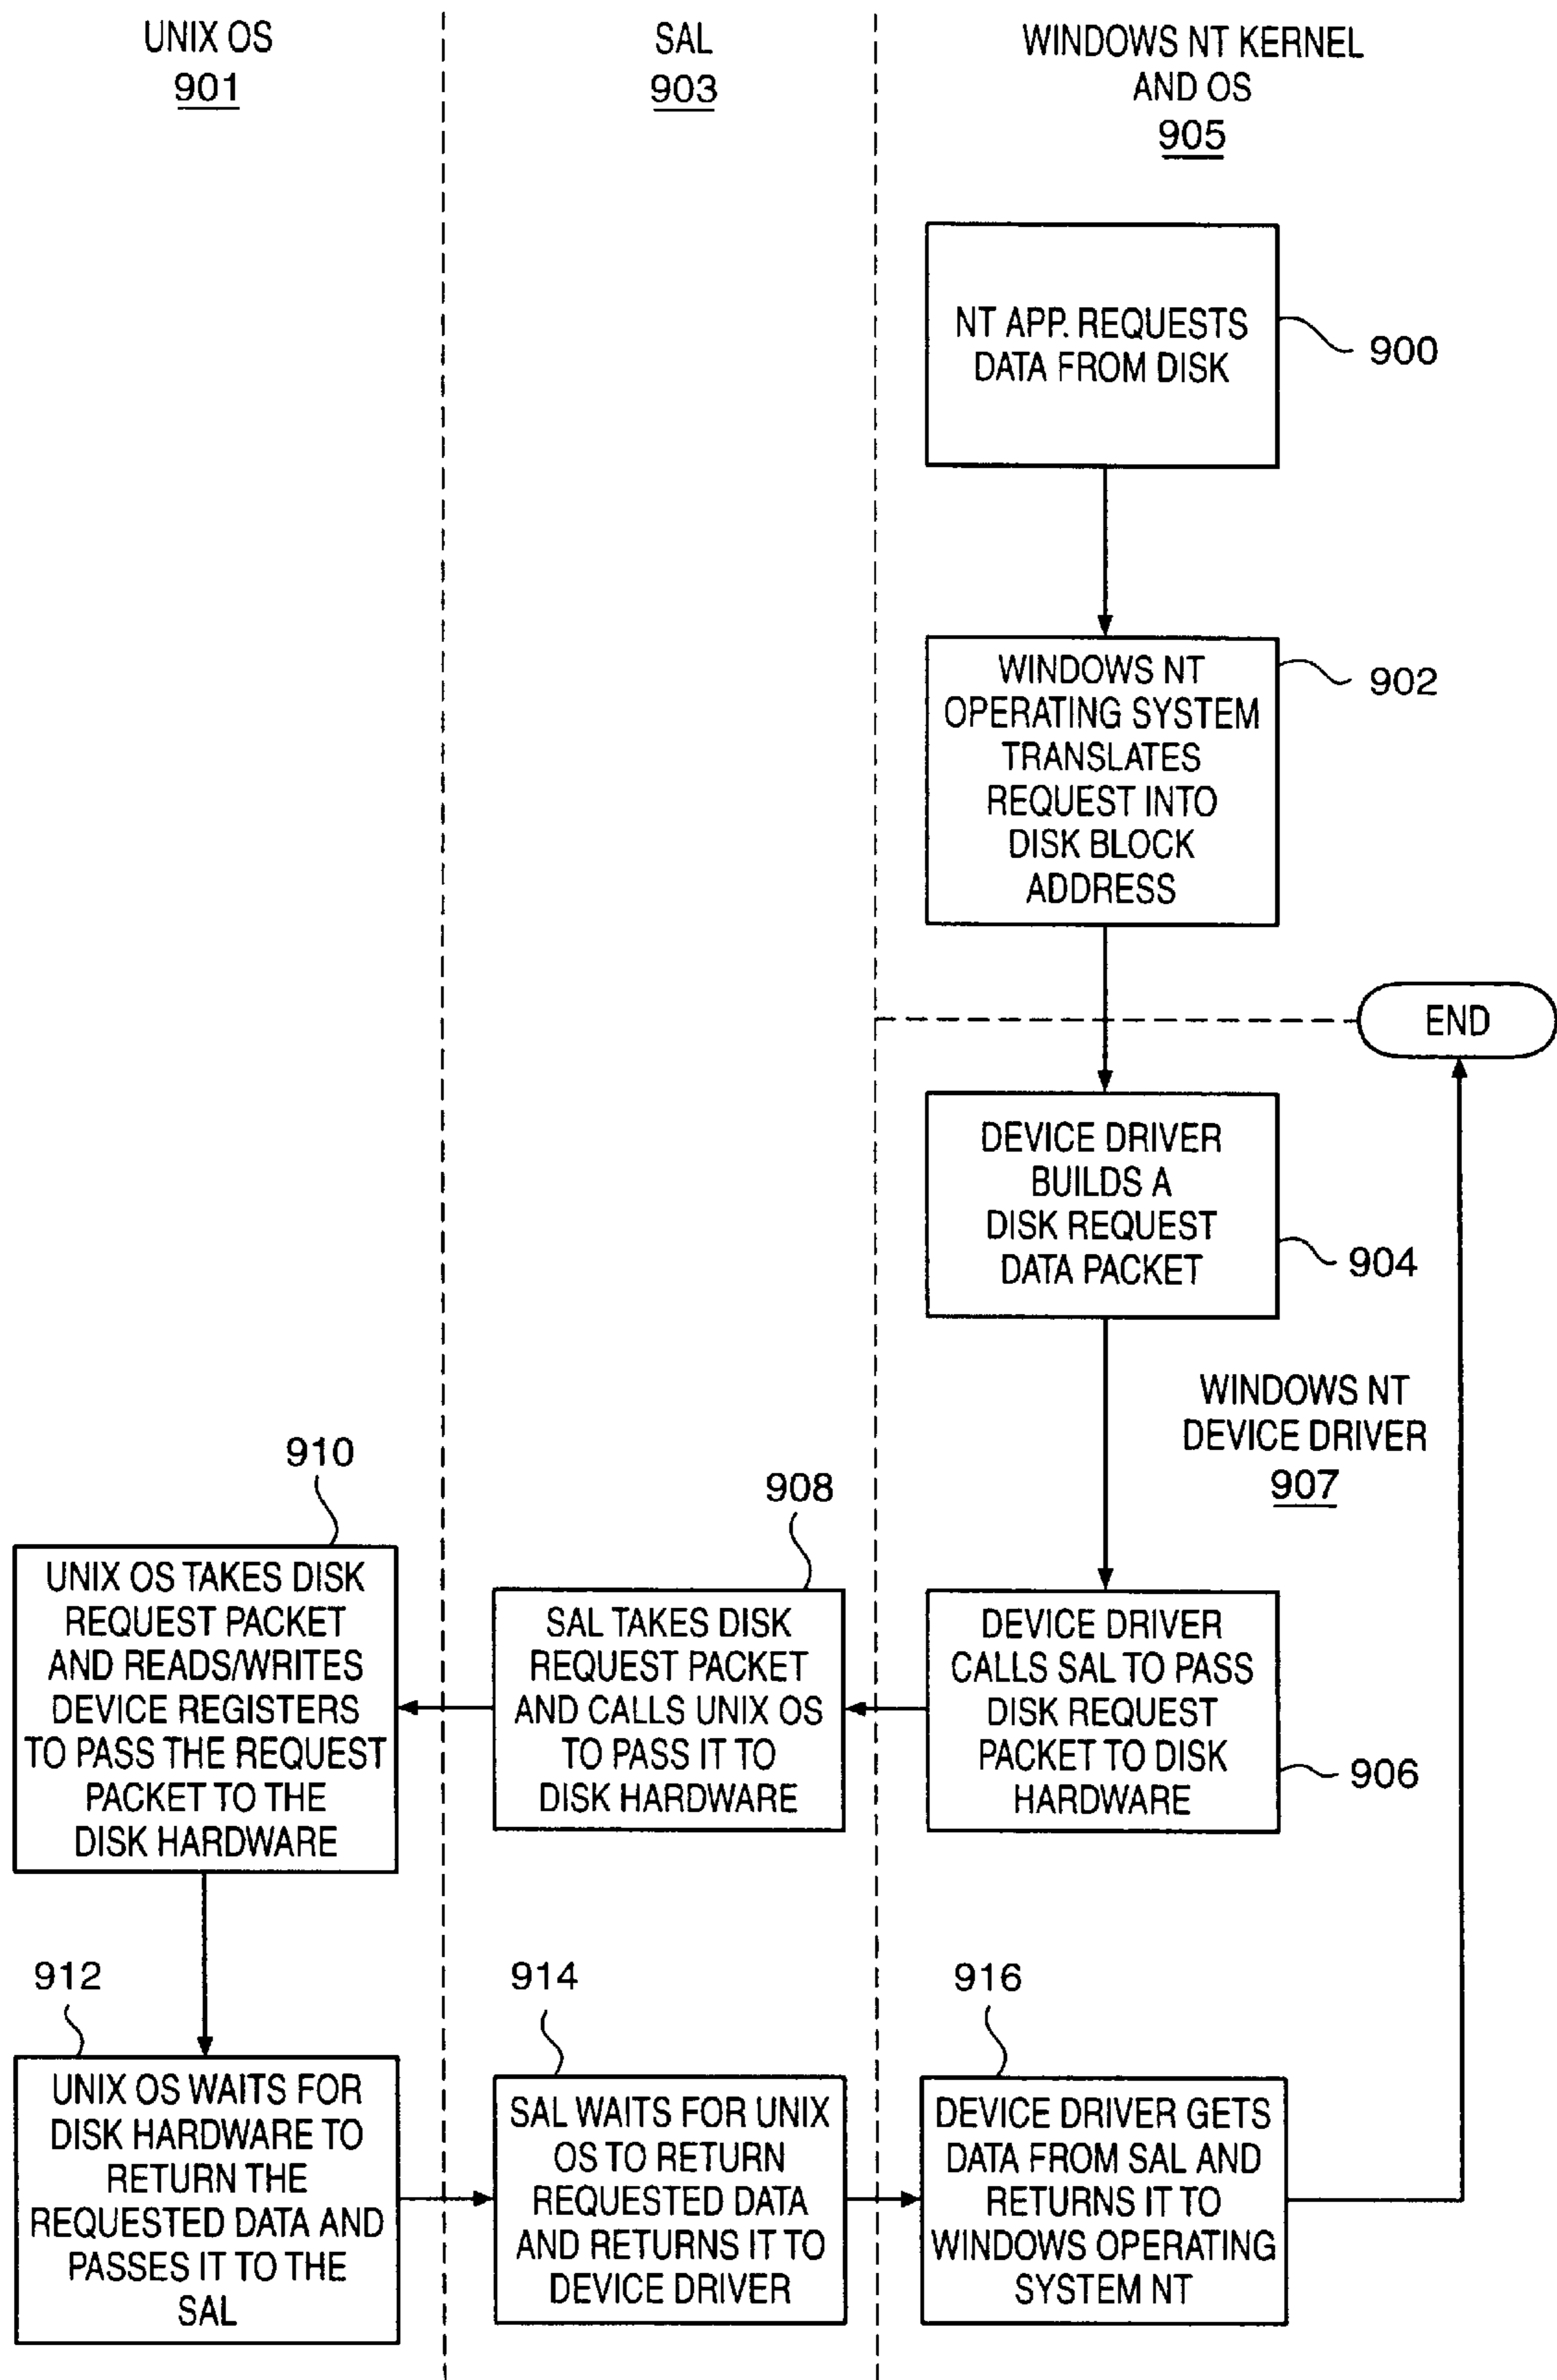 UNIX OS
901
SAL
903
WINDOWS NT KERNEL
AND OS
905
NT APP. REQUESTS
DATA FROM DISK
900
WINDOWS NT
OPERATING SYSTEM
TRANSLATES
REQUEST INTO
DISK BLOCK
ADDRESS
902
END
DEVICE DRIVER
BUILDS A
DISK REQUEST
DATA PACKET
904
WINDOWS NT
DEVICE DRIVER
907
DEVICE DRIVER
CALLS SAL TO PASS
DISK REQUEST
PACKET TO DISK
HARDWARE
906
908
SAL TAKES DISK
REQUEST PACKET
AND CALLS UNIX OS
TO PASS IT TO
DISK HARDWARE
910
UNIX OS TAKES DISK
REQUEST PACKET
AND READS/WRITES
DEVICE REGISTERS
TO PASS THE REQUEST
PACKET TO THE
DISK HARDWARE
912
UNIX OS WAITS FOR
DISK HARDWARE TO
RETURN THE
REQUESTED DATA AND
PASSES IT TO THE
SAL
914
SAL WAITS FOR UNIX
OS TO RETURN
REQUESTED DATA
AND RETURNS IT TO
DEVICE DRIVER
916
DEVICE DRIVER GETS
DATA FROM SAL AND
RETURNS IT TO
WINDOWS OPERATING
SYSTEM NT